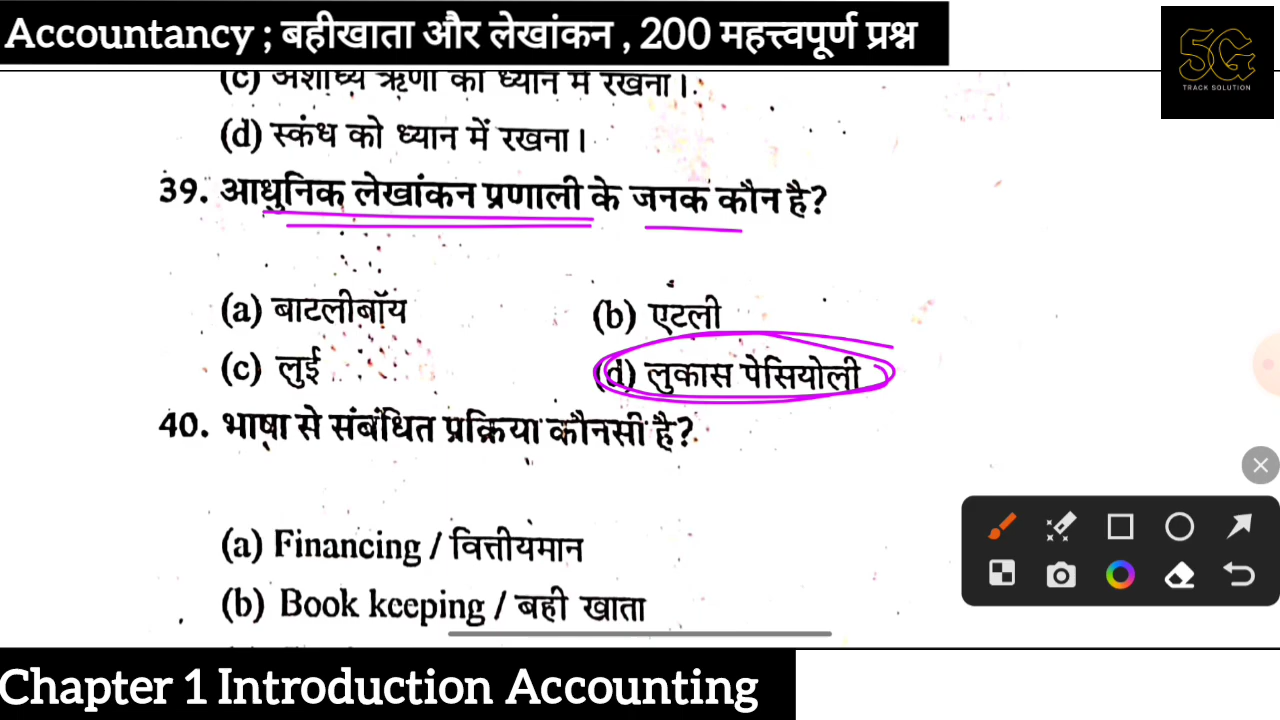 Accountancy ; बहीखाता और लेखांकन , 200 महत्त्वपूर्ण प्रश्न
5G
TRACK SOLUTION
(c) अशोध्य ऋणों को ध्यान में रखना।
(d) स्कंध को ध्यान में रखना।
39. आधुनिक लेखांकन प्रणाली के जनक कौन है?
(a) बाटलीबॉय (b) एटली
(c) लुई (d) लुकास पेसियोली
40. भाषा से संबंधित प्रक्रिया कौनसी है?
(a) Financing / वित्तीयमान
(b) Book keeping / बही खाता
Chapter 1 Introduction Accounting